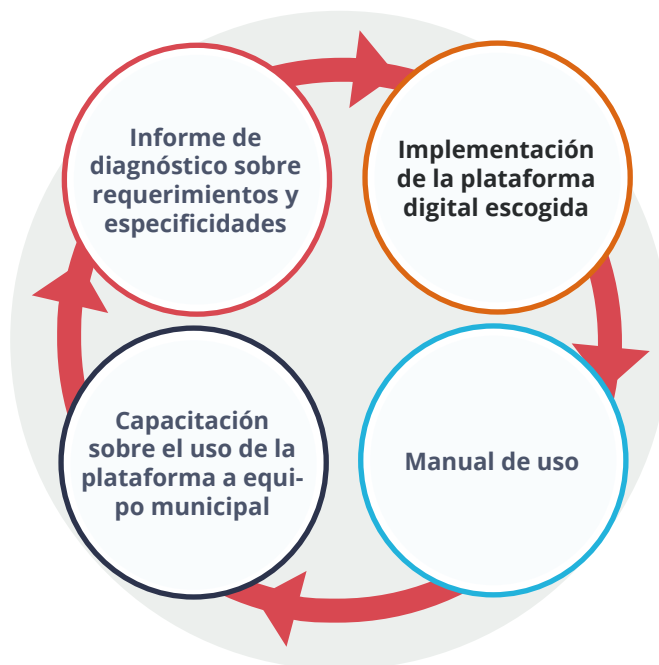 Informe de
diagnóstico sobre
requerimientos y
especificidades
Implementación
de la plataforma
digital escogida
Manual de uso
Capacitación
sobre el uso de la
plataforma a equi-
po municipal